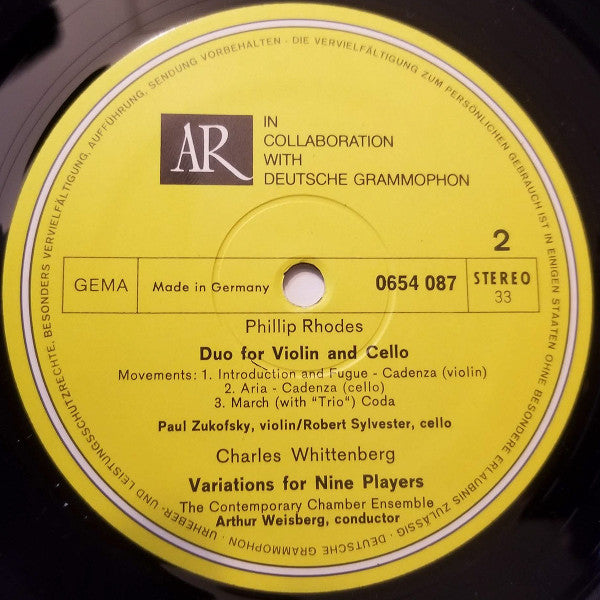 AR
IN
COLLABORATION
WITH
DEUTSCHE GRAMMOPHON
2
GEMA
Made in Germany
0654 087
STEREO
33
Phillip Rhodes
Duo for Violin and Cello
Movements: 1. Introduction and Fugue - Cadenza (violin)
2. Aria - Cadenza (cello)
3. March (with "Trio") Coda
Paul Zukofsky, violin/Robert Sylvester, cello
Charles Whittenberg
Variations for Nine Players
The Contemporary Chamber Ensemble
Arthur Weisberg, conductor
DEUTSCHE GRAMMOPHON · URHEBER- UND LEISTUNGSSCHUTZRECHTE, BESONDERS VERVIELFÄLTIGUNG, AUFFÜHRUNG, SENDUNG VORBEHALTEN · DIE VERVIELFÄLTIGUNG ZUM PERSÖNLICHEN GEBRAUCH IST IN EINIGEN STAATEN OHNE BESONDERE ERLAUBNIS ZULÄSSIG ·